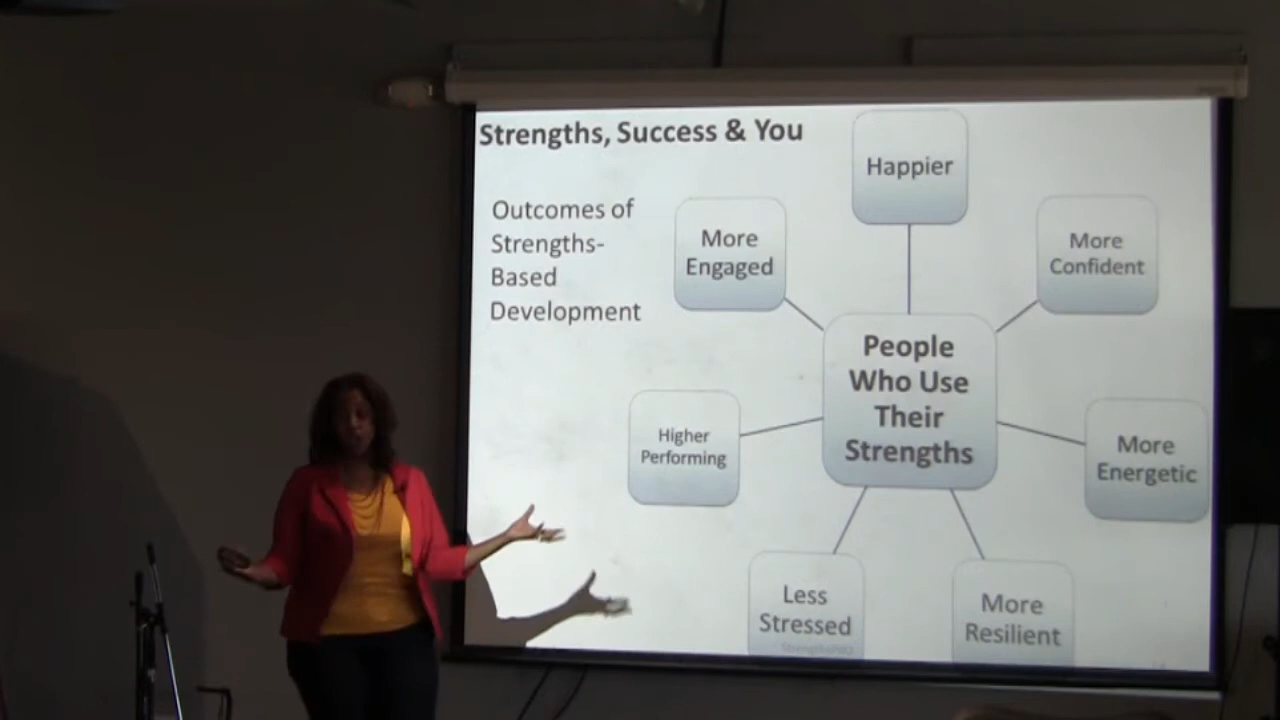 Strengths, Success & You
Outcomes of
Strengths-
Based
Development
Happier
More
Engaged
More
Confident
People
Who Use
Their
Strengths
Higher
Performing
More
Energetic
Less
Stressed
More
Resilient